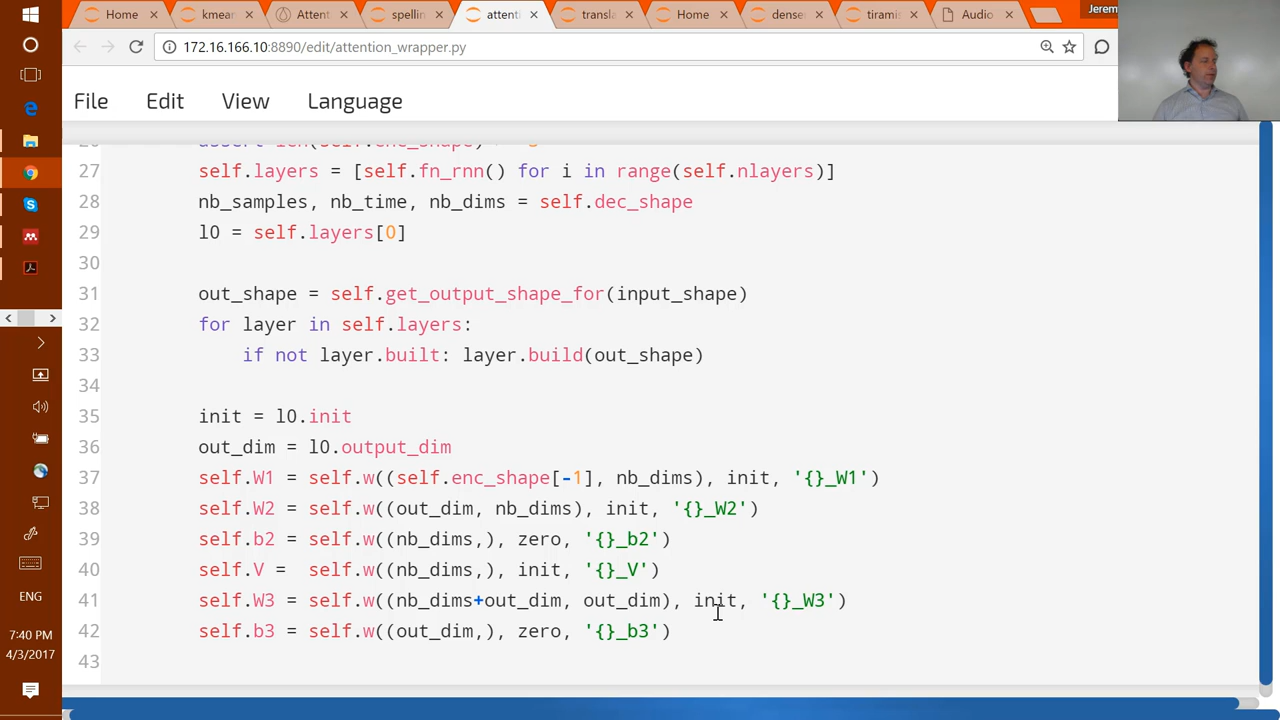 Home
kmean
Attent
spellin
attenti
transla
Home
dense
tiramis
Audio
Jerem
172.16.166.10:8890/edit/attention_wrapper.py
File Edit View Language
27 self.layers = [self.fn_rnn() for i in range(self.nlayers)]
28 nb_samples, nb_time, nb_dims = self.dec_shape
29 l0 = self.layers[0]
30
31 out_shape = self.get_output_shape_for(input_shape)
32 for layer in self.layers:
33 if not layer.built: layer.build(out_shape)
34
35 init = l0.init
36 out_dim = l0.output_dim
37 self.W1 = self.w((self.enc_shape[-1], nb_dims), init, '{}_W1')
38 self.W2 = self.w((out_dim, nb_dims), init, '{}_W2')
39 self.b2 = self.w((nb_dims,), zero, '{}_b2')
40 self.V = self.w((nb_dims,), init, '{}_V')
41 self.W3 = self.w((nb_dims+out_dim, out_dim), init, '{}_W3')
42 self.b3 = self.w((out_dim,), zero, '{}_b3')
43
ENG
7:40 PM
4/3/2017